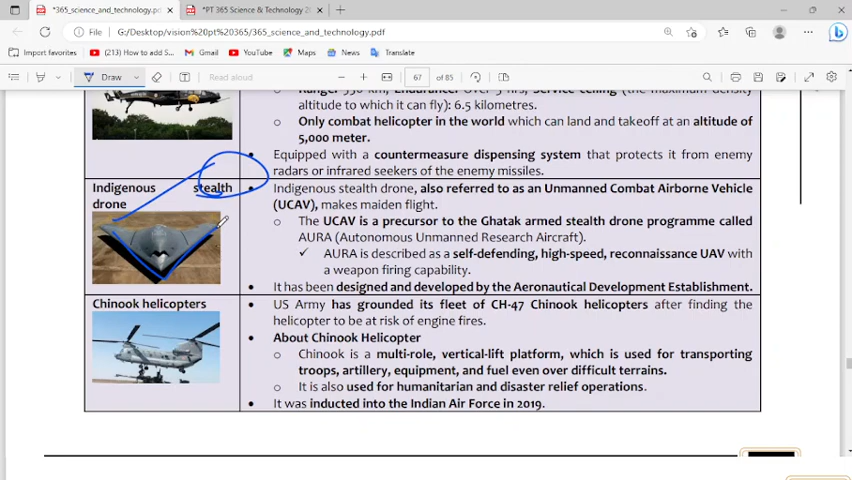 *365_science_and_technology.pdf
*PT 365 Science & Technology 2
File
G:/Desktop/vision%20pt%20365/365_science_and_technology.pdf
Import favorites
(213) How to add S...
Gmail
YouTube
Maps
News
Translate
Draw
Read aloud
67 of 85
altitude to which it can fly): 6.5 kilometres.
Only combat helicopter in the world which can land and takeoff at an altitude of
5,000 meter.
Equipped with a countermeasure dispensing system that protects it from enemy
radars or infrared seekers of the enemy missiles.
Indigenous stealth
drone
Indigenous stealth drone, also referred to as an Unmanned Combat Airborne Vehicle
(UCAV), makes maiden flight.
The UCAV is a precursor to the Ghatak armed stealth drone programme called
AURA (Autonomous Unmanned Research Aircraft).
AURA is described as a self-defending, high-speed, reconnaissance UAV with
a weapon firing capability.
It has been designed and developed by the Aeronautical Development Establishment.
Chinook helicopters
US Army has grounded its fleet of CH-47 Chinook helicopters after finding the
helicopter to be at risk of engine fires.
About Chinook Helicopter
Chinook is a multi-role, vertical-lift platform, which is used for transporting
troops, artillery, equipment, and fuel even over difficult terrains.
It is also used for humanitarian and disaster relief operations.
It was inducted into the Indian Air Force in 2019.